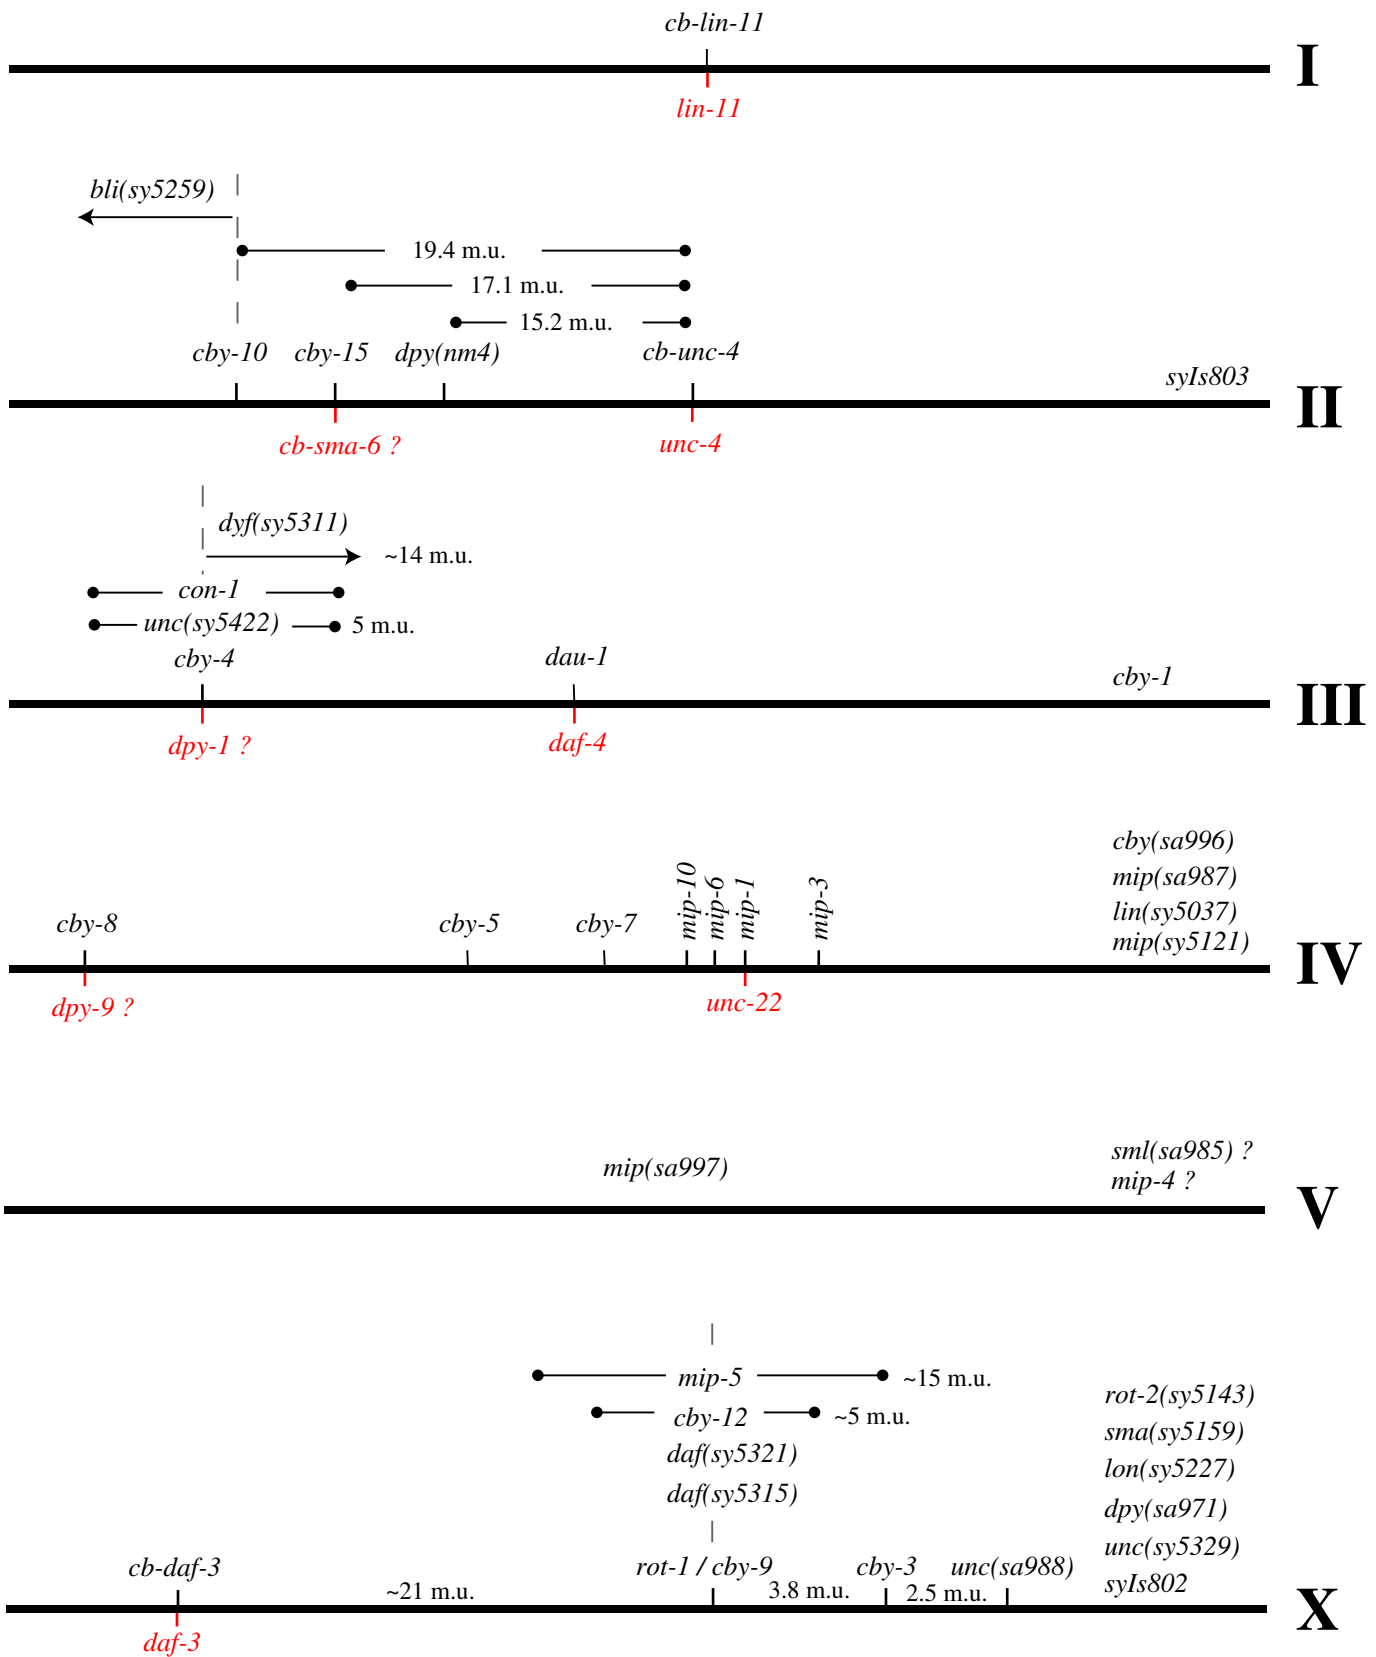 cb-lin-11
I
lin-11
bli(sy5259)
19.4 m.u.
17.1 m.u.
15.2 m.u.
cby-10 cby-15 dpy(nm4) cb-unc-4
syIs803
II
cb-sma-6 ? unc-4
dyf(sy5311)
~14 m.u.
con-1
unc(sy5422) 5 m.u.
cby-4 dau-1
cby-1
III
dpy-1 ? daf-4
cby(sa996)
mip(sa987)
lin(sy5037)
mip(sy5121)
cby-8 cby-5 cby-7 mip-10 mip-6 mip-1 mip-3
IV
dpy-9 ? unc-22
mip(sa997)
sml(sa985) ?
mip-4 ?
V
mip-5 ~15 m.u.
cby-12 ~5 m.u.
daf(sy5321)
daf(sy5315)
rot-2(sy5143)
sma(sy5159)
lon(sy5227)
dpy(sa971)
unc(sy5329)
syIs802
cb-daf-3 rot-1 / cby-9 cby-3 unc(sa988)
~21 m.u. 3.8 m.u. 2.5 m.u.
X
daf-3